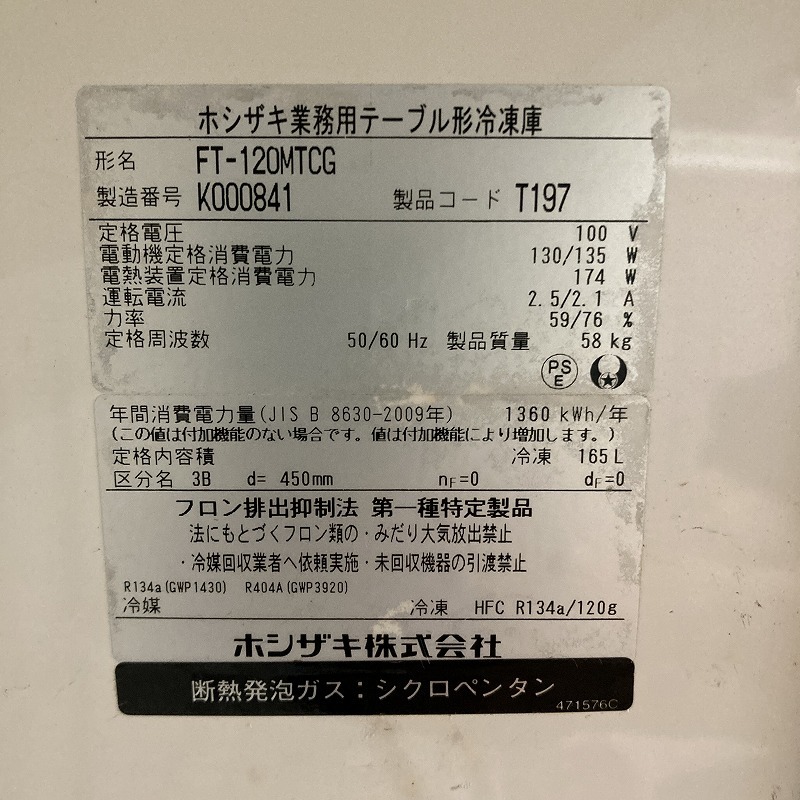 ホシザキ業務用テーブル形冷凍庫
形名 FT-120MTCG
製造番号 K000841 製品コード T197
定格電圧 100 V
電動機定格消費電力 130/135 W
電熱装置定格消費電力 174 W
運転電流 2.5/2.1 A
力率 59/76 %
定格周波数 50/60 Hz 製品質量 58 kg
PS E
年間消費電力量(JIS B 8630-2009年) 1360 kWh/年
(この値は付加機能のない場合です。値は付加機能により増加します。)
定格内容積 冷凍 165 L
区分名 3B d= 450mm nF=0 dF=0
フロン排出抑制法 第一種特定製品
法にもとづくフロン類の・みだり大気放出禁止
・冷媒回収業者へ依頼実施・未回収機器の引渡禁止
R134a(GWP1430) R404A(GWP3920)
冷媒 冷凍 HFC R134a/120g
ホシザキ株式会社
断熱発泡ガス：シクロペンタン
471576C